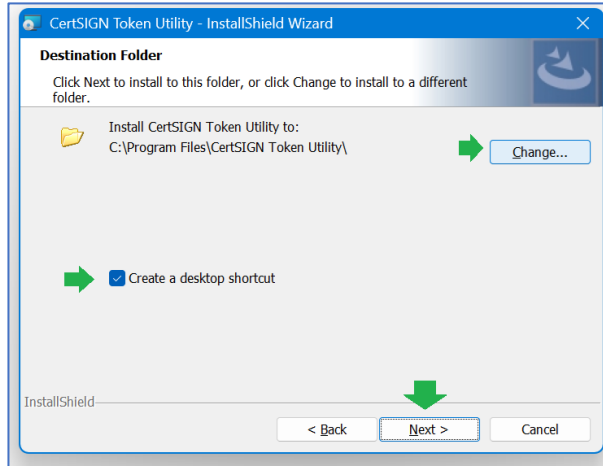 CertSIGN Token Utility - InstallShield Wizard
Destination Folder
Click Next to install to this folder, or click Change to install to a different
folder.
Install CertSIGN Token Utility to:
C:\Program Files\CertSIGN Token Utility\
Change...
Create a desktop shortcut
InstallShield
< Back
Next >
Cancel